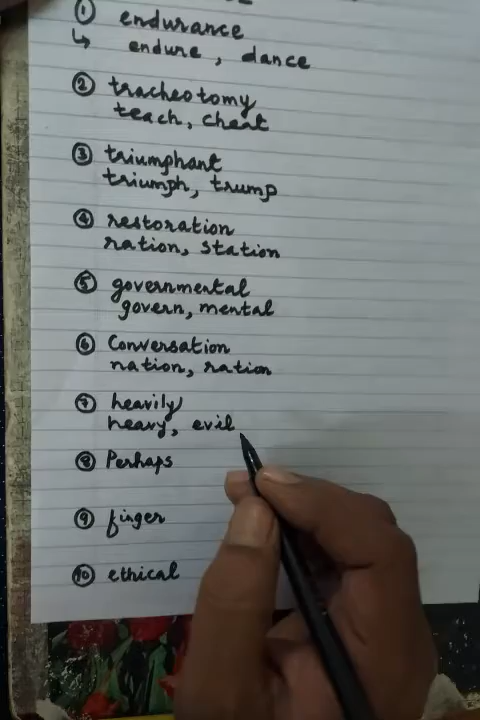 ① endurance
↳ endure, dance
② tracheotomy
teach, cheat
③ triumphant
triumph, trump
④ restoration
ration, station
⑤ governmental
govern, mental
⑥ Conversation
nation, ration
⑦ heavily
heavy, evil
⑧ Perhaps
⑨ finger
⑩ ethical